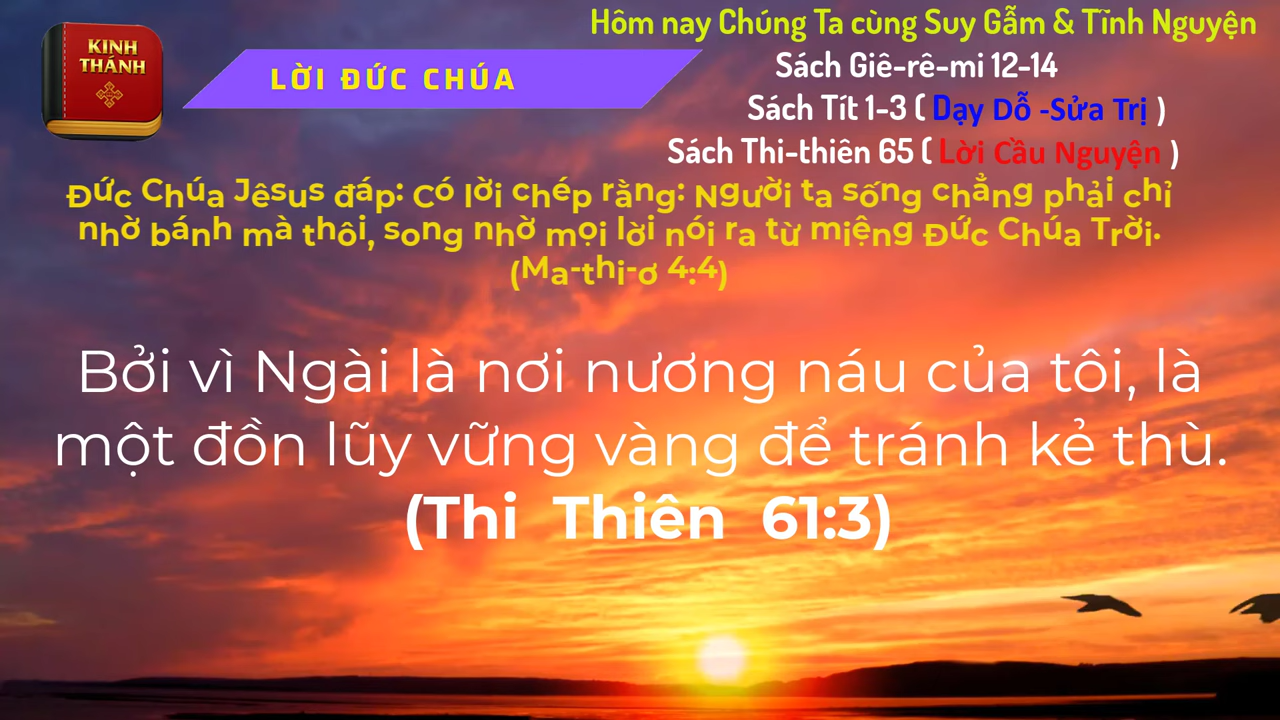 KINH
THÁNH
LỜI ĐỨC CHÚA
Hôm nay Chúng Ta cùng Suy Gẫm & Tĩnh Nguyện
Sách Giê-rê-mi 12-14
Sách Tít 1-3 ( Dạy Dỗ -Sửa Trị )
Sách Thi-thiên 65 ( Lời Cầu Nguyện )
Đức Chúa Jêsus đáp: Có lời chép rằng: Người ta sống chẳng phải chỉ
nhờ bánh mà thôi, song nhờ mọi lời nói ra từ miệng Đức Chúa Trời.
(Ma-thi-ơ 4:4)
Bởi vì Ngài là nơi nương náu của tôi, là
một đồn lũy vững vàng để tránh kẻ thù.
(Thi Thiên 61:3)